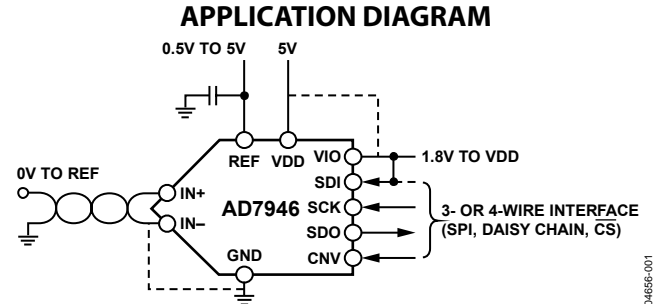 APPLICATION DIAGRAM
0.5V TO 5V
5V
REF
VDD
VIO
1.8V TO VDD
SDI
0V TO REF
IN+
AD7946
SCK
3- OR 4-WIRE INTERFACE
(SPI, DAISY CHAIN, C̅S̅)
IN–
SDO
GND
CNV
04656-001